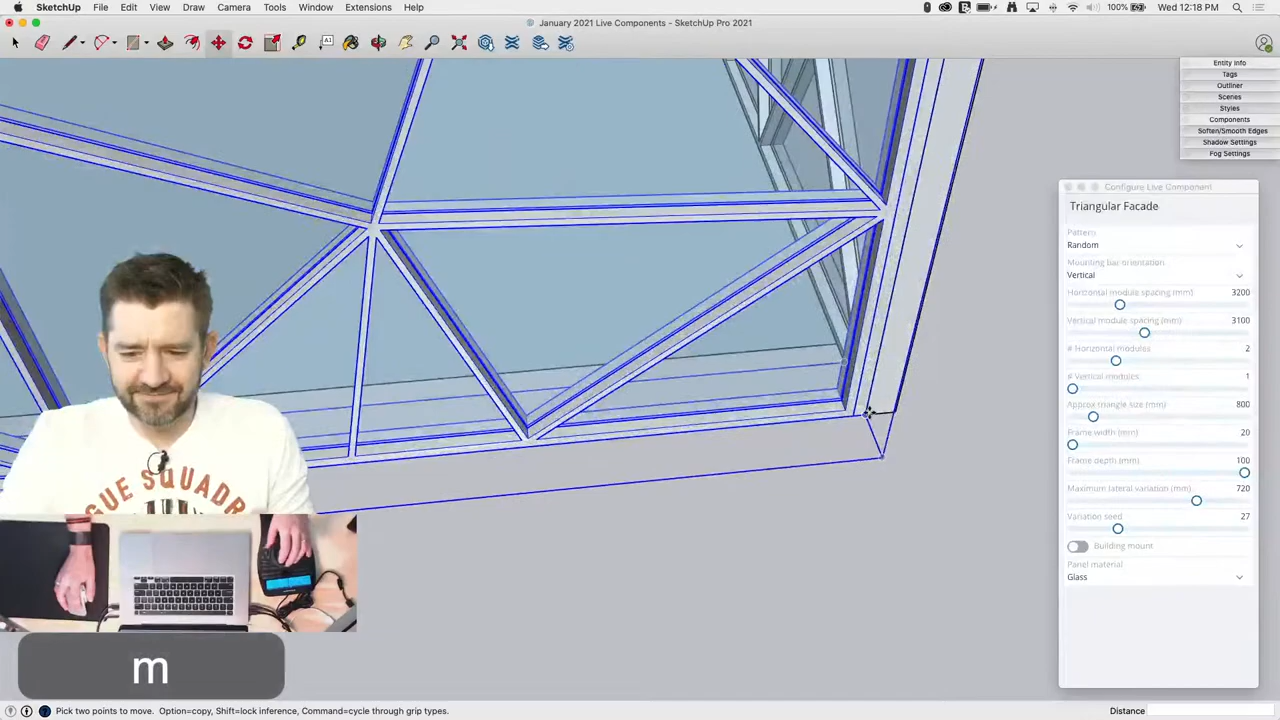 SketchUp File Edit View Draw Camera Tools Window Extensions Help
100% Wed 12:18 PM
January 2021 Live Components - SketchUp Pro 2021
Entity Info
Tags
Outliner
Scenes
Styles
Components
Soften/Smooth Edges
Shadow Settings
Fog Settings
Configure Live Component
Triangular Facade
Pattern
Random
Mounting bar orientation
Vertical
Horizontal module spacing (mm) 3200
Vertical module spacing (mm) 3100
# Horizontal modules 2
# Vertical modules 1
Approx triangle size (mm) 800
Frame width (mm) 20
Frame depth (mm) 100
Maximum lateral variation (mm) 720
Variation seed 27
Building mount
Panel material
Glass
GUE SQUADR
m
Pick two points to move. Option=copy, Shift=lock inference, Command=cycle through grip types.
Distance